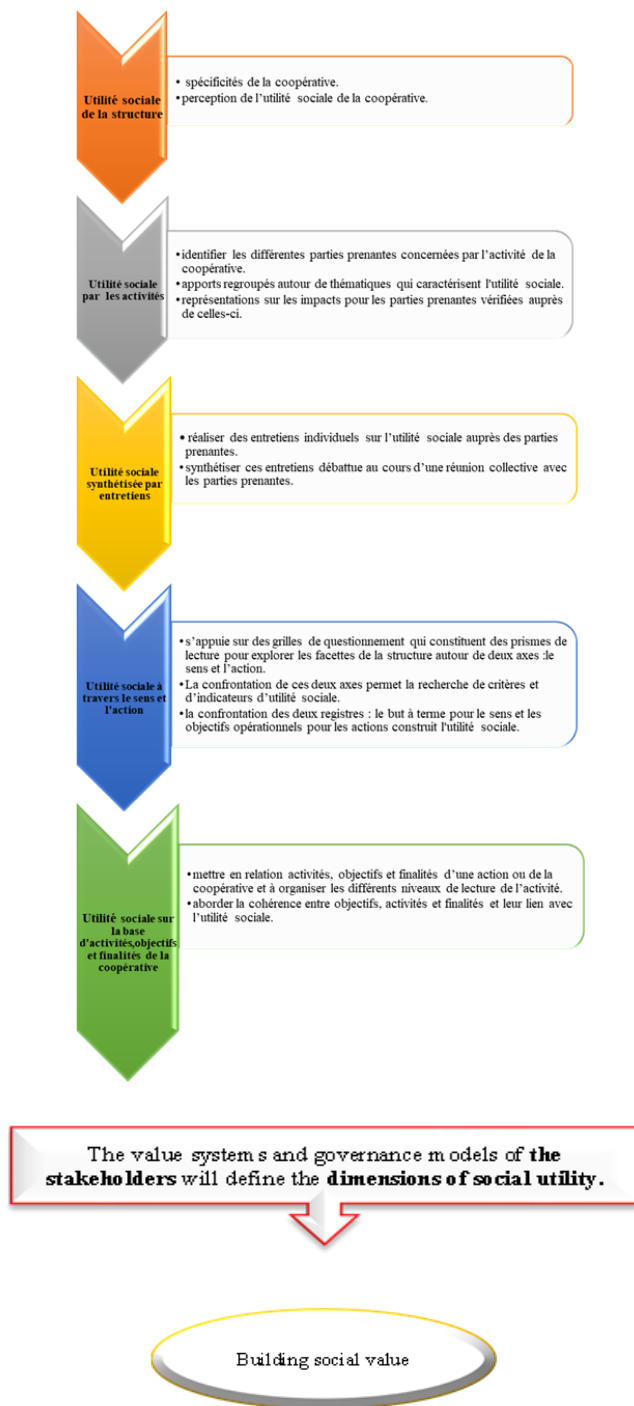 Utilité sociale
de la structure
• spécificités de la coopérative.
• perception de l'utilité sociale de la coopérative.
Utilité sociale
par les activités
•identifier les différentes parties prenantes concernées par l'activité de la
coopérative.
•apports regroupés autour de thématiques qui caractérisent l'utilité sociale.
•représentations sur les impacts pour les parties prenantes vérifiées auprès
de celles-ci.
Utilité sociale
synthétisée par
entretiens
• réaliser des entretiens individuels sur l'utilité sociale auprès des parties
prenantes.
•synthétiser ces entretiens débattue au cours d'une réunion collective avec
les parties prenantes.
Utilité sociale à
travers le sens et
l'action
•s'appuie sur des grilles de questionnement qui constituent des prismes de
lecture pour explorer les facettes de la structure autour de deux axes :le
sens et l'action.
•La confrontation de ces deux axes permet la recherche de critères et
d'indicateurs d'utilité sociale.
•la confrontation des deux registres : le but à terme pour le sens et les
objectifs opérationnels pour les actions construit l'utilité sociale.
Utilité sociale sur
la base
d'activités,objectifs
et finalités de la
coopérative
•mettre en relation activités, objectifs et finalités d'une action ou de la
coopérative et à organiser les différents niveaux de lecture de l'activité.
•aborder la cohérence entre objectifs, activités et finalités et leur lien avec
l'utilité sociale.
The value systems and governance models of the
stakeholders will define the dimensions of social utility.
Building social value